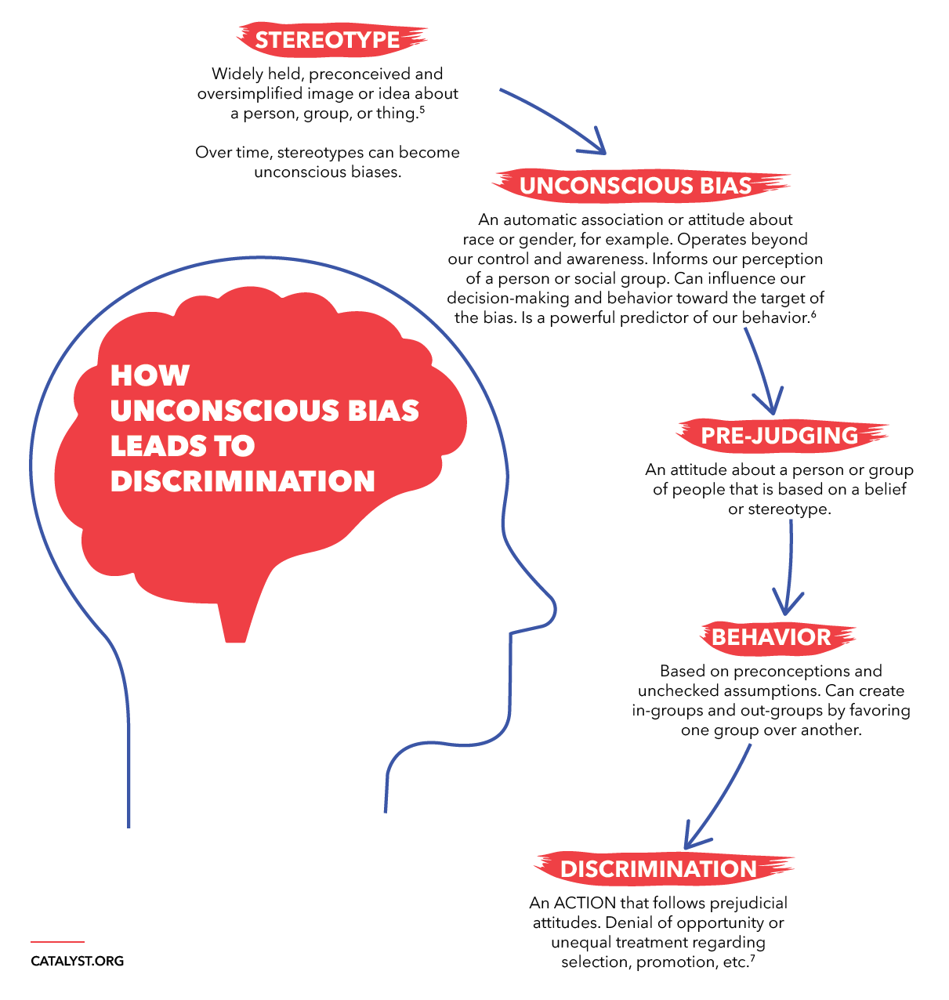 STEREOTYPE
Widely held, preconceived and
oversimplified image or idea about
a person, group, or thing.⁵
Over time, stereotypes can become
unconscious biases.
UNCONSCIOUS BIAS
An automatic association or attitude about
race or gender, for example. Operates beyond
our control and awareness. Informs our perception
of a person or social group. Can influence our
decision-making and behavior toward the target of
the bias. Is a powerful predictor of our behavior.⁶
HOW
UNCONSCIOUS BIAS
LEADS TO
DISCRIMINATION
PRE-JUDGING
An attitude about a person or group
of people that is based on a belief
or stereotype.
BEHAVIOR
Based on preconceptions and
unchecked assumptions. Can create
in-groups and out-groups by favoring
one group over another.
DISCRIMINATION
An ACTION that follows prejudicial
attitudes. Denial of opportunity or
unequal treatment regarding
selection, promotion, etc.⁷
CATALYST.ORG